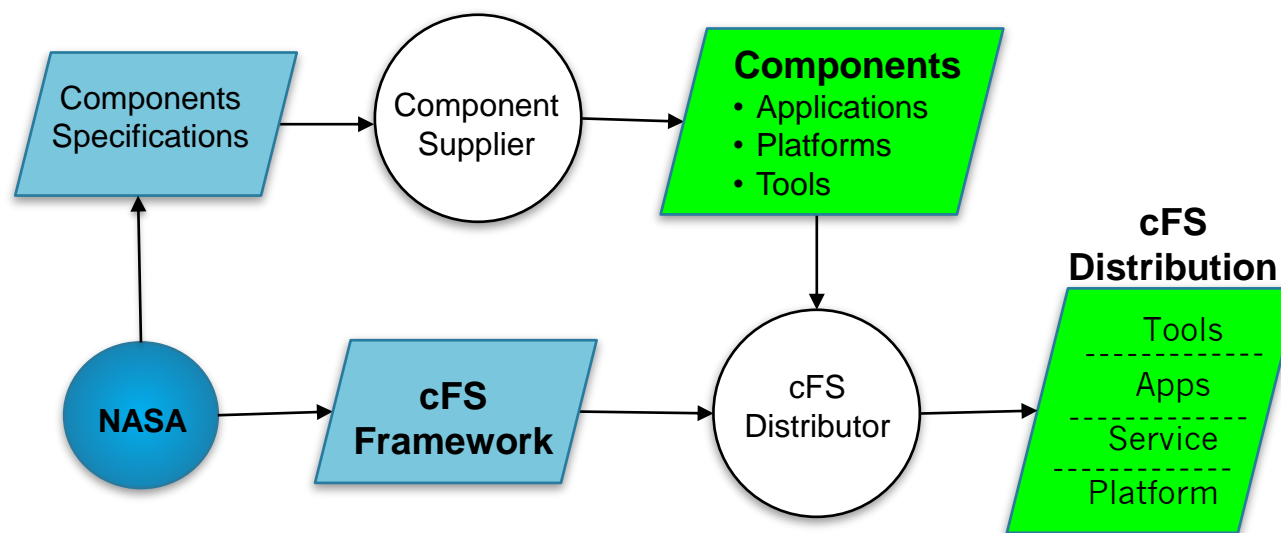 Components
Specifications
Component
Supplier
Components
• Applications
• Platforms
• Tools
NASA
cFS
Framework
cFS
Distributor
cFS
Distribution
Tools
Apps
Service
Platform